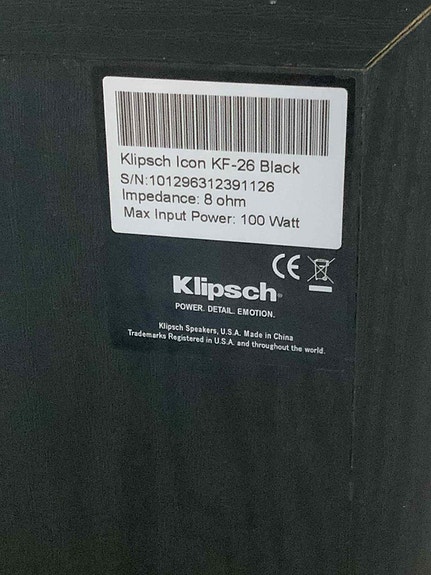 Klipsch Icon KF-26 Black
S/N:101296312391126
Impedance: 8 ohm
Max Input Power: 100 Watt
CE
Klipsch®
POWER. DETAIL. EMOTION.
Klipsch Speakers, U.S.A. Made in China
Trademarks Registered in U.S.A. and throughout the world.